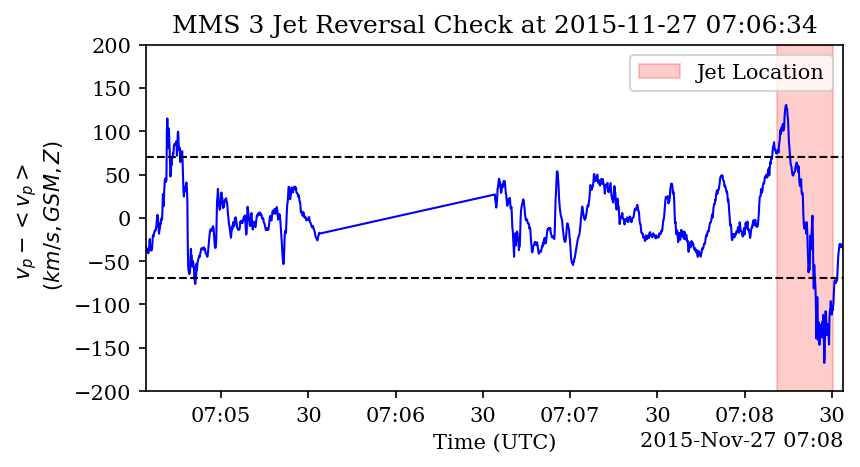 MMS 3 Jet Reversal Check at 2015-11-27 07:06:34
Jet Location
200
150
100
50
0
−50
−100
−150
−200
v_p − < v_p >
(km/s, GSM, Z)
07:05 30 07:06 30 07:07 30 07:08 30
Time (UTC)
2015-Nov-27 07:08